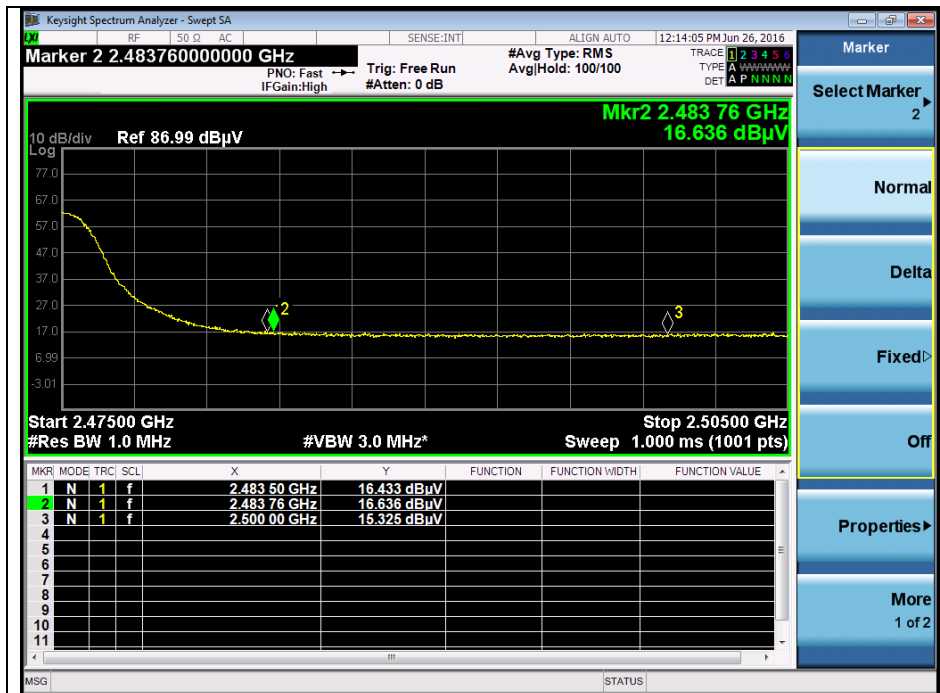 Keysight Spectrum Analyzer - Swept SA
LXI RF 50 Ω AC SENSE:INT ALIGN AUTO 12:14:05 PM Jun 26, 2016
Marker 2 2.483760000000 GHz
PNO: Fast
IFGain:High
Trig: Free Run
#Atten: 0 dB
#Avg Type: RMS
Avg|Hold: 100/100
TRACE 1 2 3 4 5 6
TYPE A WWWWW
DET A P N N N N
Mkr2 2.483 76 GHz
16.636 dBµV
10 dB/div Ref 86.99 dBµV
Log
77.0
67.0
57.0
47.0
37.0
27.0
17.0
6.99
-3.01
2
3
Start 2.47500 GHz Stop 2.50500 GHz
#Res BW 1.0 MHz #VBW 3.0 MHz* Sweep 1.000 ms (1001 pts)
MKR MODE TRC SCL X Y FUNCTION FUNCTION WIDTH FUNCTION VALUE
1 N 1 f 2.483 50 GHz 16.433 dBµV
2 N 1 f 2.483 76 GHz 16.636 dBµV
3 N 1 f 2.500 00 GHz 15.325 dBµV
4
5
6
7
8
9
10
11
MSG STATUS
Marker
Select Marker
2
Normal
Delta
Fixed
Off
Properties
More
1 of 2